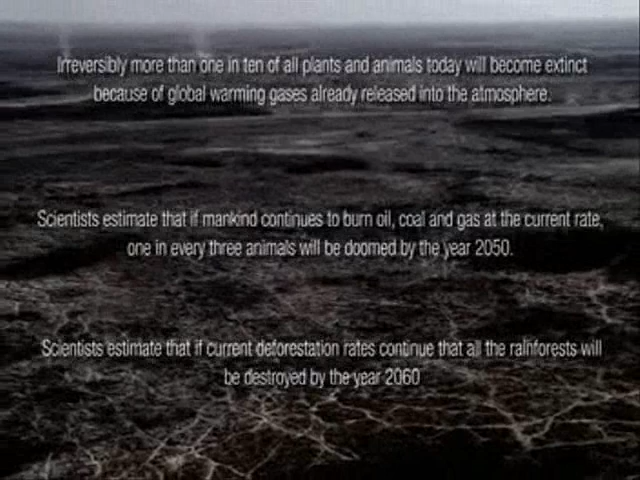 Irreversibly more than one in ten of all plants and animals today will become extinct
because of global warming gases already released into the atmosphere.
Scientists estimate that if mankind continues to burn oil, coal and gas at the current rate,
one in every three animals will be doomed by the year 2050.
Scientists estimate that if current deforestation rates continue that all the rainforests will
be destroyed by the year 2060